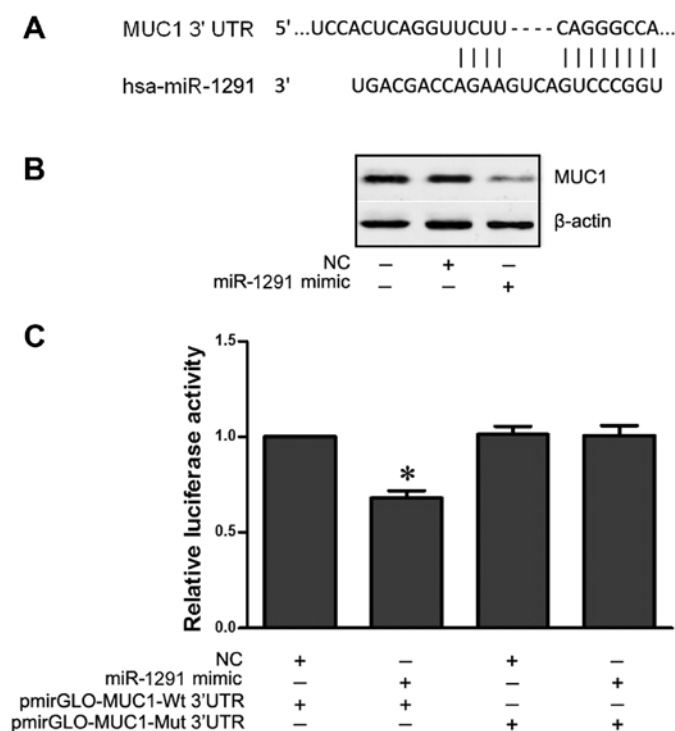 A
MUC1 3' UTR 5' ...UCCACUCAGGUUCUU----CAGGGCCA...
hsa-miR-1291 3' UGACGACCAGAAGUCAGUCCCGGU
B
MUC1
β-actin
NC – + –
miR-1291 mimic – – +
C
Relative luciferase activity
1.5
1.0
0.5
0.0
*
NC + – + –
miR-1291 mimic – + – +
pmirGLO-MUC1-Wt 3'UTR + + – –
pmirGLO-MUC1-Mut 3'UTR – – + +